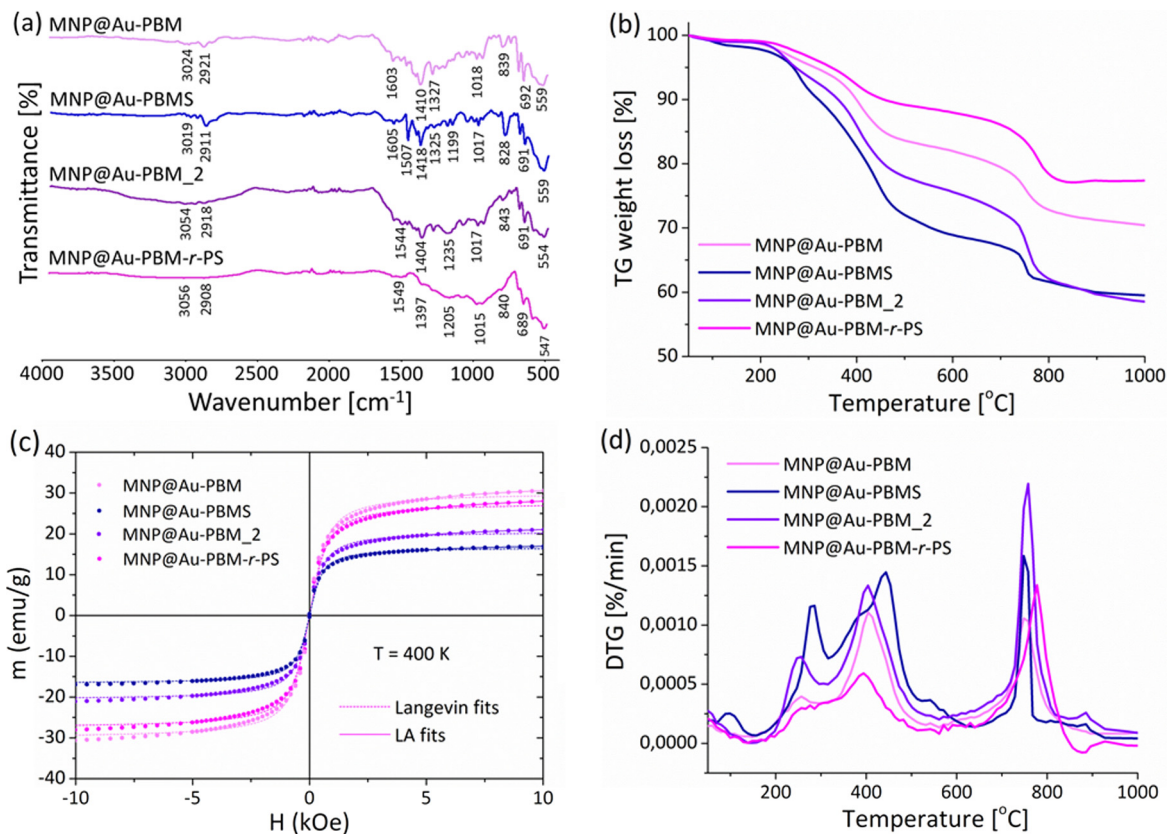 (a)
MNP@Au-PBM
3024
2921
1603
1410
1327
1018
839
692
559
MNP@Au-PBMS
3019
2911
1605
1507
1418
1325
1199
1017
828
691
559
MNP@Au-PBM_2
3054
2918
1544
1404
1235
1017
843
691
554
MNP@Au-PBM-r-PS
3056
2908
1549
1397
1205
1015
840
689
547
Transmittance [%]
4000 3500 3000 2500 2000 1500 1000 500
Wavenumber [cm⁻¹]
(b)
100
90
80
70
60
50
TG weight loss [%]
MNP@Au-PBM
MNP@Au-PBMS
MNP@Au-PBM_2
MNP@Au-PBM-r-PS
200 400 600 800 1000
Temperature [°C]
(c)
40
30
20
10
0
-10
-20
-30
-40
m (emu/g)
MNP@Au-PBM
MNP@Au-PBMS
MNP@Au-PBM_2
MNP@Au-PBM-r-PS
T = 400 K
Langevin fits
LA fits
-10 -5 0 5 10
H (kOe)
(d)
0,0025
0,0020
0,0015
0,0010
0,0005
0,0000
DTG [%/min]
MNP@Au-PBM
MNP@Au-PBMS
MNP@Au-PBM_2
MNP@Au-PBM-r-PS
200 400 600 800 1000
Temperature [°C]